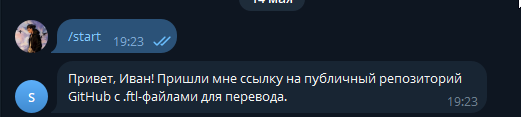 14 мая
/start 19:23
Привет, Иван! Пришли мне ссылку на публичный репозиторий
GitHub с .ftl-файлами для перевода. 19:23
S